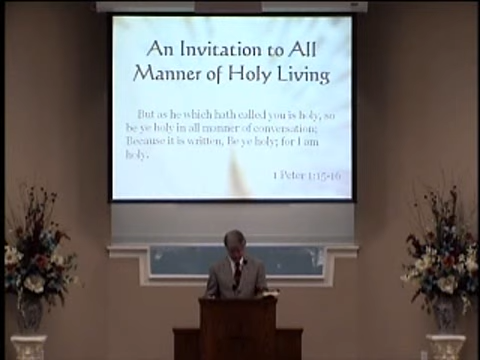 An Invitation to All
Manner of Holy Living
But as he which hath called you is holy, so
be ye holy in all manner of conversation;
Because it is written, Be ye holy; for I am
holy.
1 Peter 1:15-16